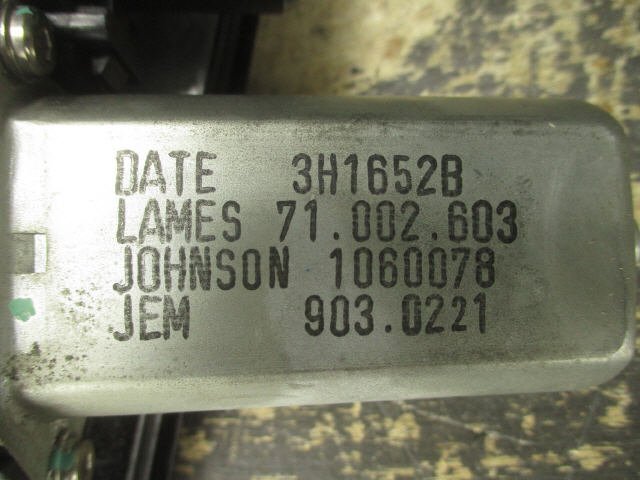 DATE 3H1652B
LAMES 71.002.603
JOHNSON 1060078
JEM 903.0221